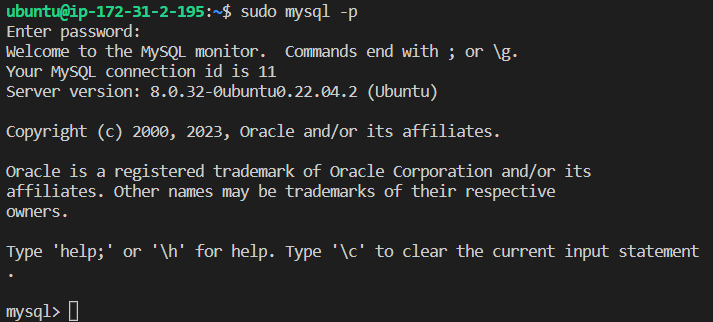 ubuntu@ip-172-31-2-195:~$ sudo mysql -p
Enter password:
Welcome to the MySQL monitor.  Commands end with ; or \g.
Your MySQL connection id is 11
Server version: 8.0.32-0ubuntu0.22.04.2 (Ubuntu)

Copyright (c) 2000, 2023, Oracle and/or its affiliates.

Oracle is a registered trademark of Oracle Corporation and/or its
affiliates. Other names may be trademarks of their respective
owners.

Type 'help;' or '\h' for help. Type '\c' to clear the current input statement
.

mysql>